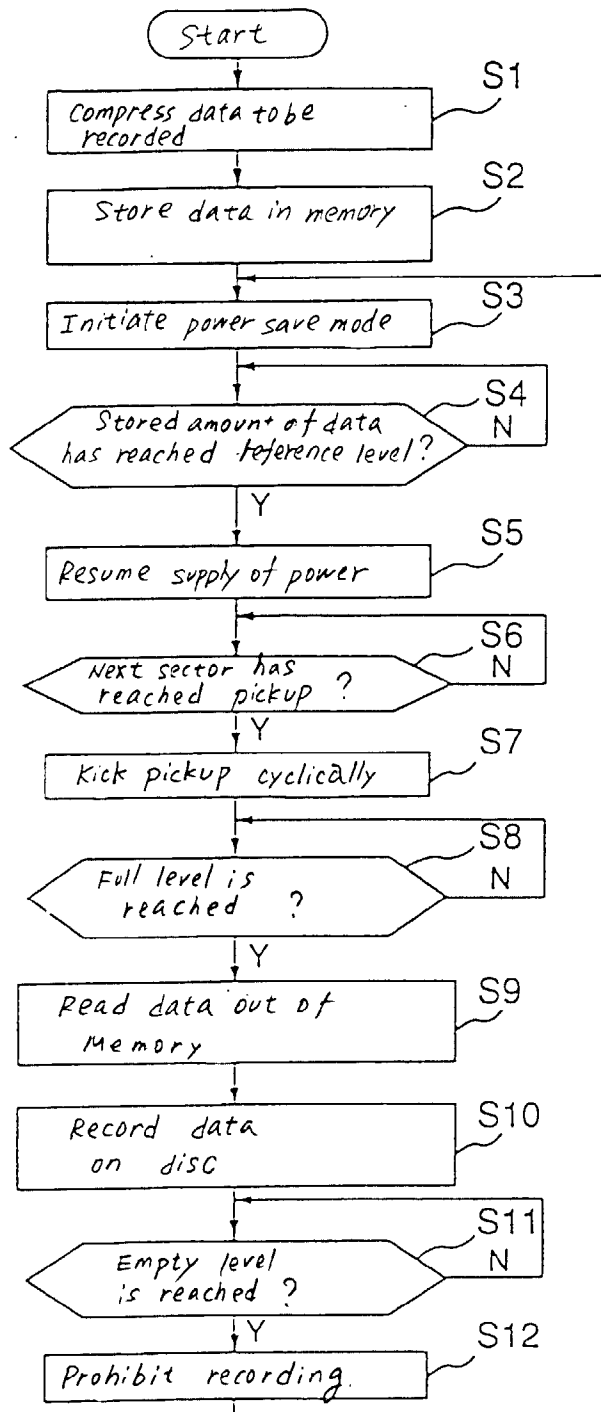 Start
S1
Compress data to be
recorded
S2
Store data in memory
S3
Initiate power save mode
S4
Stored amount of data
has reached reference level?
N
Y
S5
Resume supply of power
S6
Next sector has
reached pickup ?
N
Y
S7
Kick pickup cyclically
S8
Full level is
reached ?
N
Y
S9
Read data out of
Memory
S10
Record data
on disc
S11
Empty level
is reached ?
N
Y
S12
Prohibit recording.